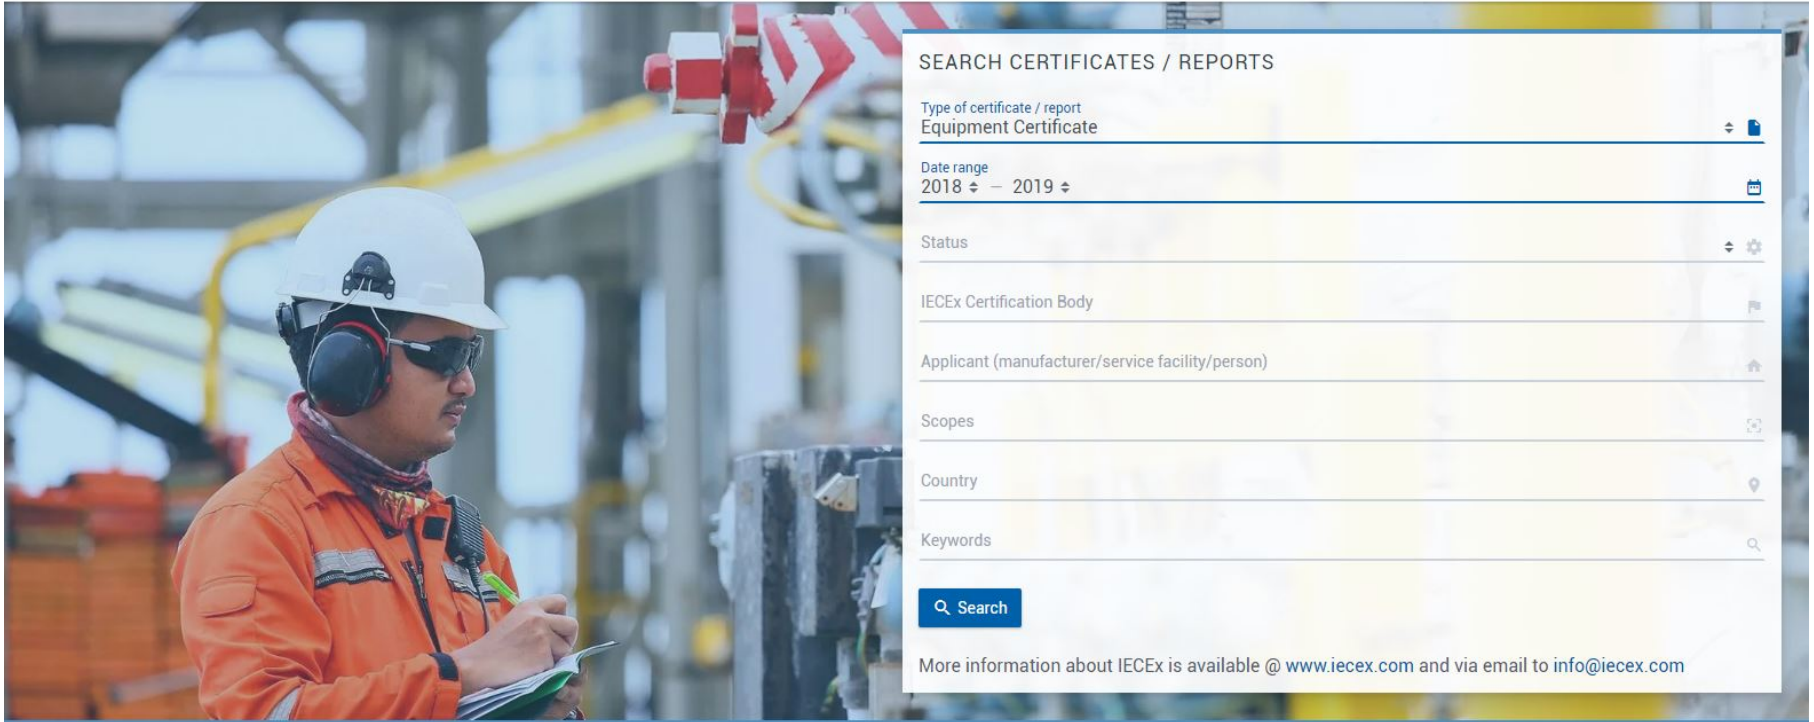 SEARCH CERTIFICATES / REPORTS
Type of certificate / report
Equipment Certificate
Date range
2018 – 2019
Status
IECEx Certification Body
Applicant (manufacturer/service facility/person)
Scopes
Country
Keywords
Search
More information about IECEx is available @ www.iecex.com and via email to info@iecex.com